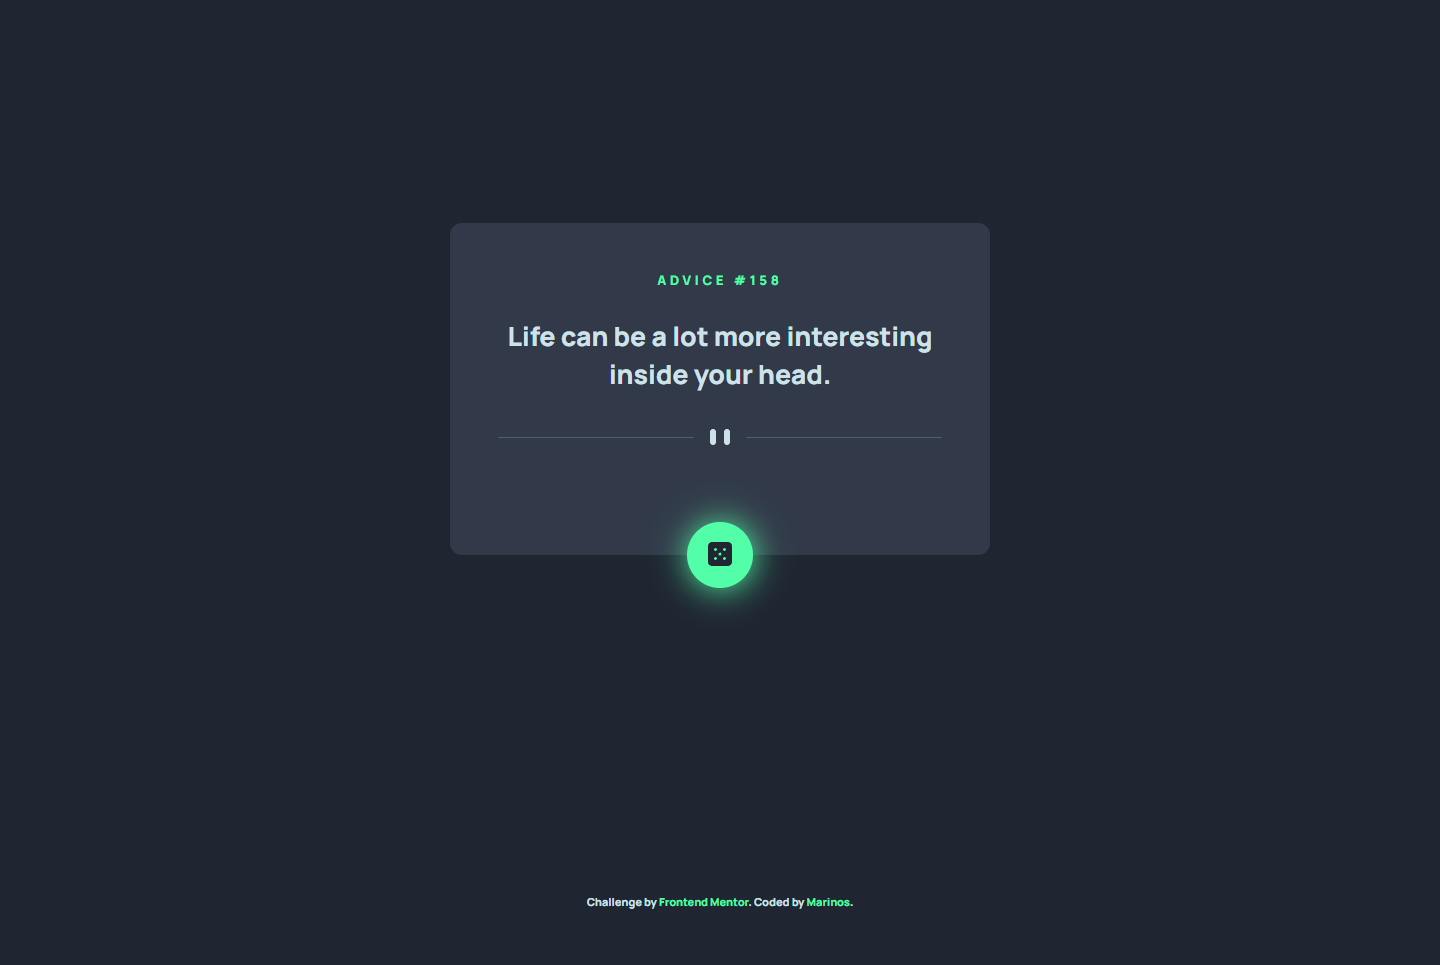 ADVICE #158
Life can be a lot more interesting
inside your head.
Challenge by Frontend Mentor. Coded by Marinos.